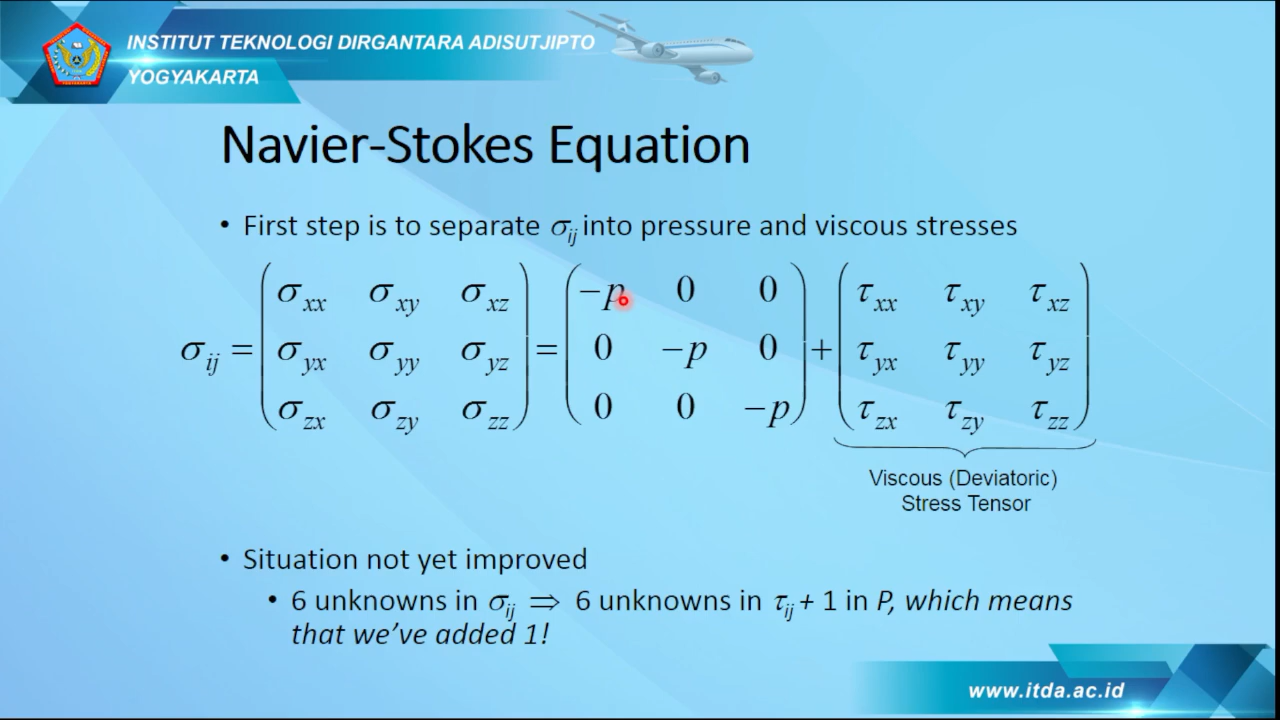 INSTITUT TEKNOLOGI DIRGANTARA ADISUTJIPTO
YOGYAKARTA
Navier-Stokes Equation
• First step is to separate σij into pressure and viscous stresses
σij = (σxx σxy σxz; σyx σyy σyz; σzx σzy σzz) = (−p 0 0; 0 −p 0; 0 0 −p) + (τxx τxy τxz; τyx τyy τyz; τzx τzy τzz)
Viscous (Deviatoric)
Stress Tensor
• Situation not yet improved
• 6 unknowns in σij ⇒ 6 unknowns in τij + 1 in P, which means
that we’ve added 1!
www.itda.ac.id